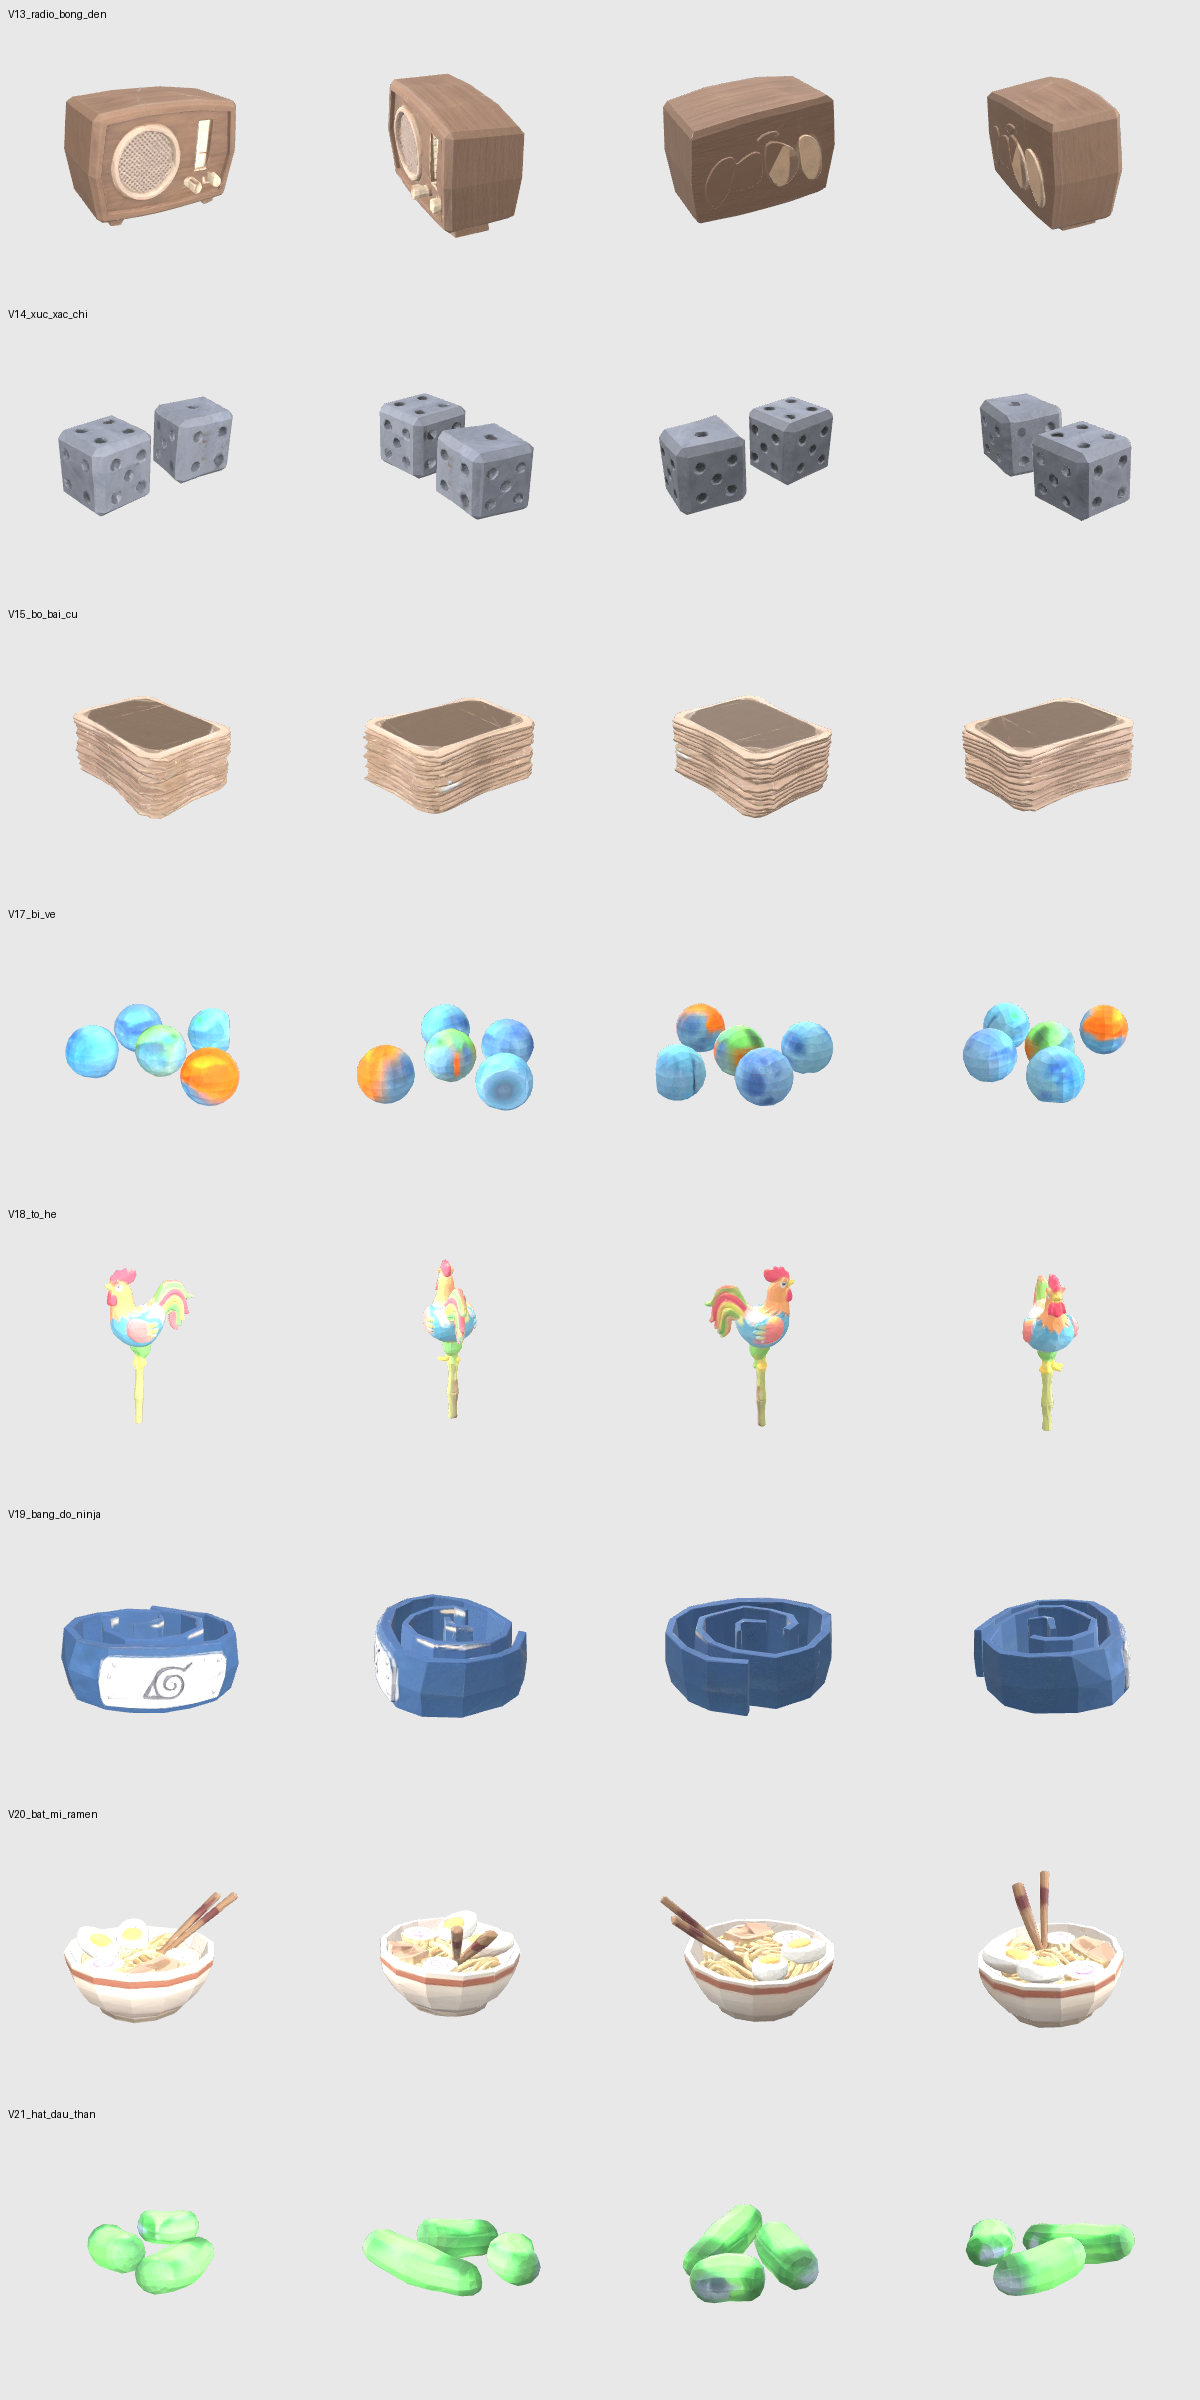 V13_radio_bong_den
V14_xuc_xac_chi
V15_bo_bai_cu
V17_bi_ve
V18_to_he
V19_bang_do_ninja
V20_bat_mi_ramen
V21_hat_dau_than